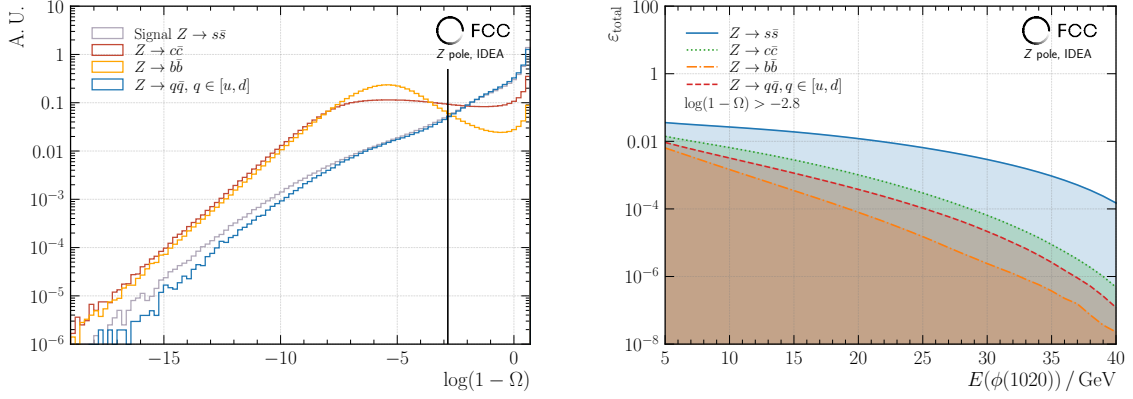 A. U.
10
1
0.1
0.01
10⁻³
10⁻⁴
10⁻⁵
10⁻⁶
Signal Z → ss̄
Z → cc̄
Z → bb̄
Z → qq̄, q ∈ [u, d]
FCC
Z pole, IDEA
−15
−10
−5
0
log(1 − Ω)
ε_total
100
1
0.01
10⁻⁴
10⁻⁶
10⁻⁸
Z → ss̄
Z → cc̄
Z → bb̄
Z → qq̄, q ∈ [u, d]
log(1 − Ω) > −2.8
FCC
Z pole, IDEA
5
10
15
20
25
30
35
40
E(ϕ(1020)) / GeV